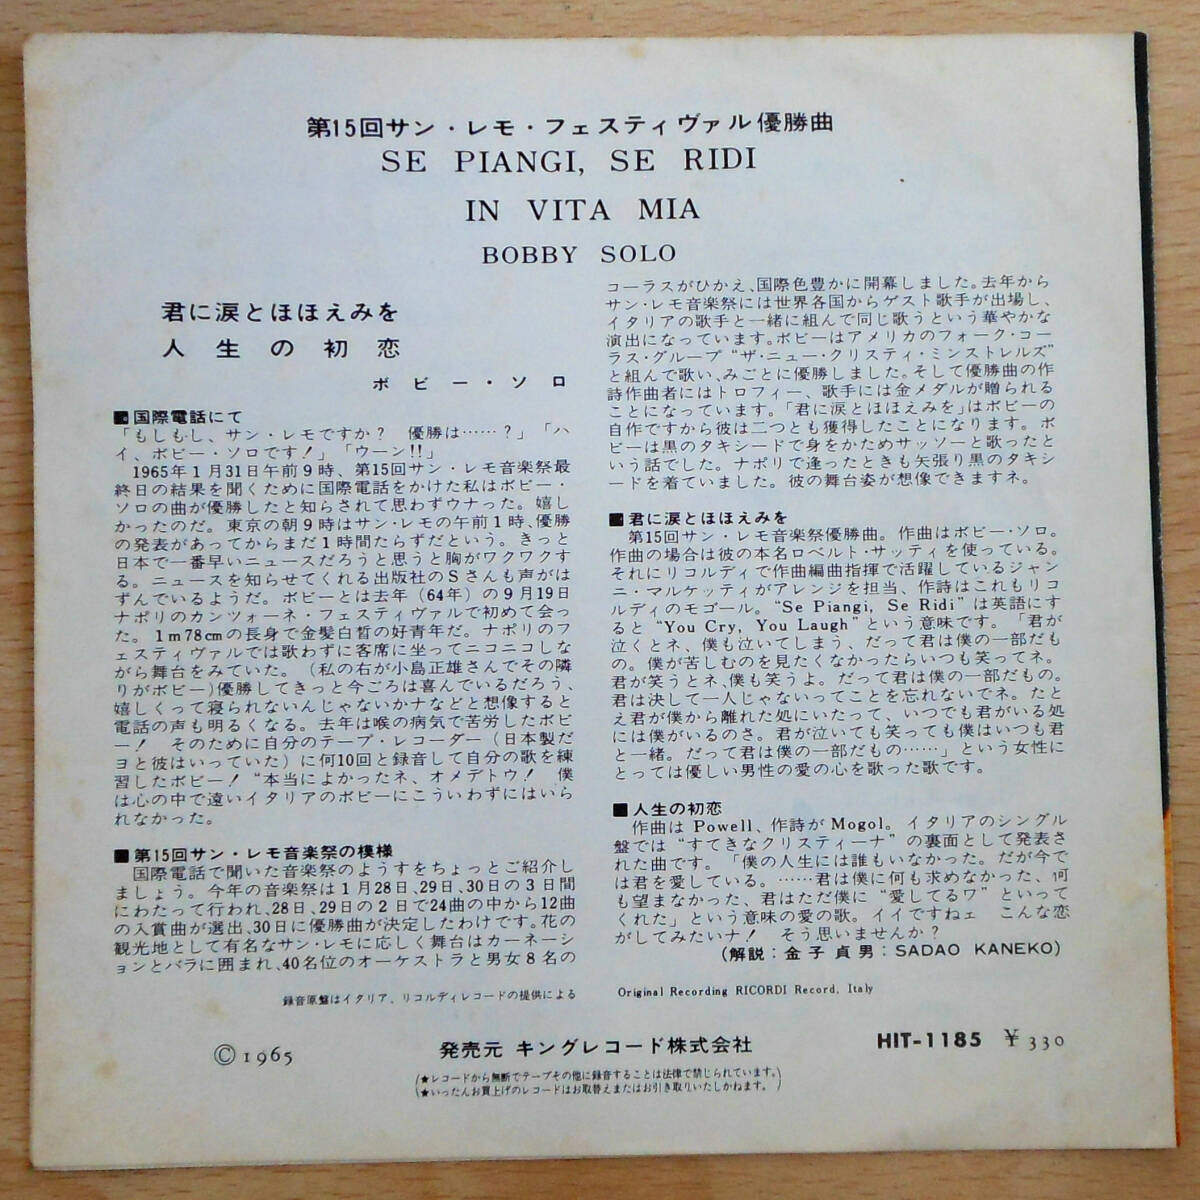 第15回サン・レモ・フェスティヴァル優勝曲
SE PIANGI, SE RIDI
IN VITA MIA
BOBBY SOLO
君に涙とほほえみを
人生の初恋
ボビー・ソロ
■国際電話にて
「もしもし、サン・レモですか? 優勝は……?」「ハ
イ、ボビー・ソロです!」「ウーン!!」
1965年1月31日午前9時、第15回サン・レモ音楽祭最
終日の結果を聞くために国際電話をかけた私はボビー・
ソロの曲が優勝したと知らされて思わずウナった。嬉し
かったのだ。東京の朝9時はサン・レモの午前1時、優勝
の発表があってからまだ1時間たらずだという。きっと
日本で一番早いニュースだろうと思うと胸がワクワクす
る。ニュースを知らせてくれる出版社のSさんも声がは
ずんでいるようだ。ボビーとは去年(64年)の9月19日
ナポリのカンツォーネ・フェスティヴァルで初めて会っ
た。1m78cmの長身で金髪白皙の好青年だ。ナポリのフ
ェスティヴァルでは歌わずに客席に坐ってニコニコしな
がら舞台をみていた。(私の右が小島正雄さんでその隣
りがボビー)優勝してきっと今ごろは喜んでいるだろう、
嬉しくって寝られないんじゃないかナなどと想像すると
電話の声も明るくなる。去年は喉の病気で苦労したボビ
ー! そのために自分のテープ・レコーダー(日本製だ
ヨと彼はいっていた)に何10回と録音して自分の歌を練
習したボビー! “本当によかったネ、オメデトウ! 僕
は心の中で遠いイタリアのボビーにこういわずにはいら
れなかった。
■第15回サン・レモ音楽祭の模様
国際電話で聞いた音楽祭のようすをちょっとご紹介し
ましょう。今年の音楽祭は1月28日、29日、30日の3日間
にわたって行われ、28日、29日の2日で24曲の中から12曲
の入賞曲が選出、30日に優勝曲が決定したわけです。花の
観光地として有名なサン・レモに応しく舞台はカーネーシ
ョンとバラに囲まれ、40名位のオーケストラと男女8名の
録音原盤はイタリア、リコルディレコードの提供による
コーラスがひかえ、国際色豊かに開幕しました。去年から
サン・レモ音楽祭には世界各国からゲスト歌手が出場し、
イタリアの歌手と一緒に組んで同じ歌うという華やかな
演出になっています。ボビーはアメリカのフォーク・コー
ラス・グループ“ザ・ニュー・クリスティ・ミンストレルズ”
と組んで歌い、みごとに優勝しました。そして優勝曲の作
詩作曲者にはトロフィー、歌手には金メダルが贈られる
ことになっています。「君に涙とほほえみを」はボビーの
自作ですから彼は二つとも獲得したことになります。ボ
ビーは黒のタキシードで身をかためサッソーと歌ったと
いう話でした。ナポリで逢ったときも矢張り黒のタキシ
ードを着ていました。彼の舞台姿が想像できますネ。
■君に涙とほほえみを
第15回サン・レモ音楽祭優勝曲。作曲はボビー・ソロ。
作曲の場合は彼の本名ロベルト・サッティを使っている。
それにリコルディで作曲編曲指揮で活躍しているジャン
ニ・マルケッティがアレンジを担当、作詩はこれもリコ
ルディのモゴール。“Se Piangi, Se Ridi”は英語にす
ると“You Cry, You Laugh”という意味です。「君が
泣くとネ、僕も泣いてしまう、だって君は僕の一部だも
の。僕が苦しむのを見たくなかったらいつも笑ってネ。
君が笑うとネ、僕も笑うよ。だって君は僕の一部だもの。
君は決して一人じゃないってことを忘れないでネ。たと
え君が僕から離れた処にいたって、いつでも君がいる処
には僕がいるのさ。君が泣いても笑っても僕はいつも君
と一緒。だって君は僕の一部だもの……」という女性に
とっては優しい男性の愛の心を歌った歌です。
■人生の初恋
作曲は Powell、作詩が Mogol。イタリアのシングル
盤では“すてきなクリスティーナ”の裏面として発表さ
れた曲です。「僕の人生には誰もいなかった。だが今で
は君を愛している。……君は僕に何も求めなかった、何
も望まなかった、君はただ僕に“愛してるワ”といって
くれた」という意味の愛の歌。イイですねェ こんな恋
がしてみたいナ! そう思いませんか?
(解説:金子貞男:SADAO KANEKO)
Original Recording RICORDI Record, Italy
©1965
発売元 キングレコード株式会社
HIT-1185 ¥330
(★レコードから無断でテープその他に録音することは法律で禁じられています。
★いったんお買上げのレコードはお取替えまたはお引き取りいたしかねます。)